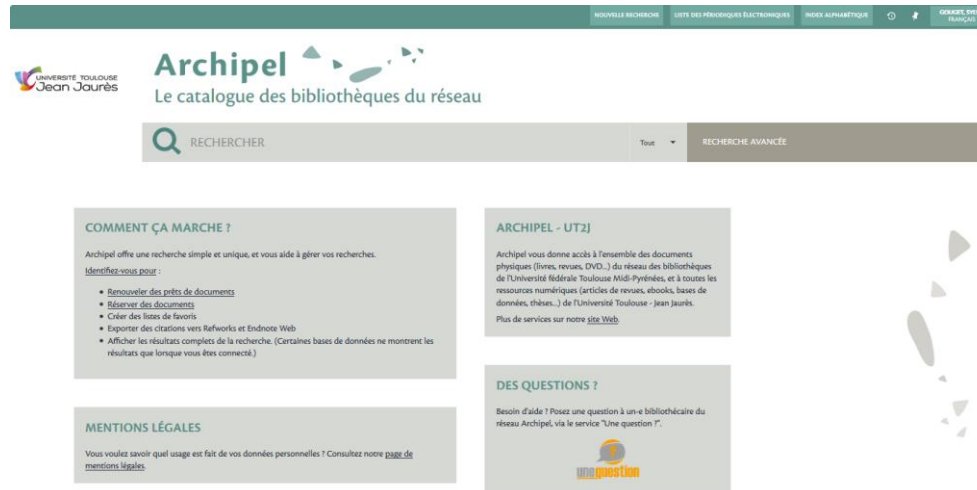 NOUVELLE RECHERCHE LISTE DES PÉRIODIQUES ÉLECTRONIQUES INDEX ALPHABÉTIQUE
FRANÇAIS
UNIVERSITÉ TOULOUSE
Jean Jaurès
Archipel
Le catalogue des bibliothèques du réseau
RECHERCHER Tout RECHERCHE AVANCÉE
COMMENT ÇA MARCHE ?
Archipel offre une recherche simple et unique, et vous aide à gérer vos recherches.
Identifiez-vous pour :
• Renouveler des prêts de documents
• Réserver des documents
• Créer des listes de favoris
• Exporter des citations vers Refworks et Endnote Web
• Afficher les résultats complets de la recherche. (Certaines bases de données ne montrent les
résultats que lorsque vous êtes connecté.)
MENTIONS LÉGALES
Vous voulez savoir quel usage est fait de vos données personnelles ? Consultez notre page de
mentions légales.
ARCHIPEL - UT2J
Archipel vous donne accès à l'ensemble des documents
physiques (livres, revues, DVD...) du réseau des bibliothèques
de l'Université fédérale Toulouse Midi-Pyrénées, et à toutes les
ressources numériques (articles de revues, ebooks, bases de
données, thèses...) de l'Université Toulouse - Jean Jaurès.
Plus de services sur notre site Web.
DES QUESTIONS ?
Besoin d'aide ? Posez une question à un-e bibliothécaire du
réseau Archipel, via le service "Une question ?".
?
unequestion